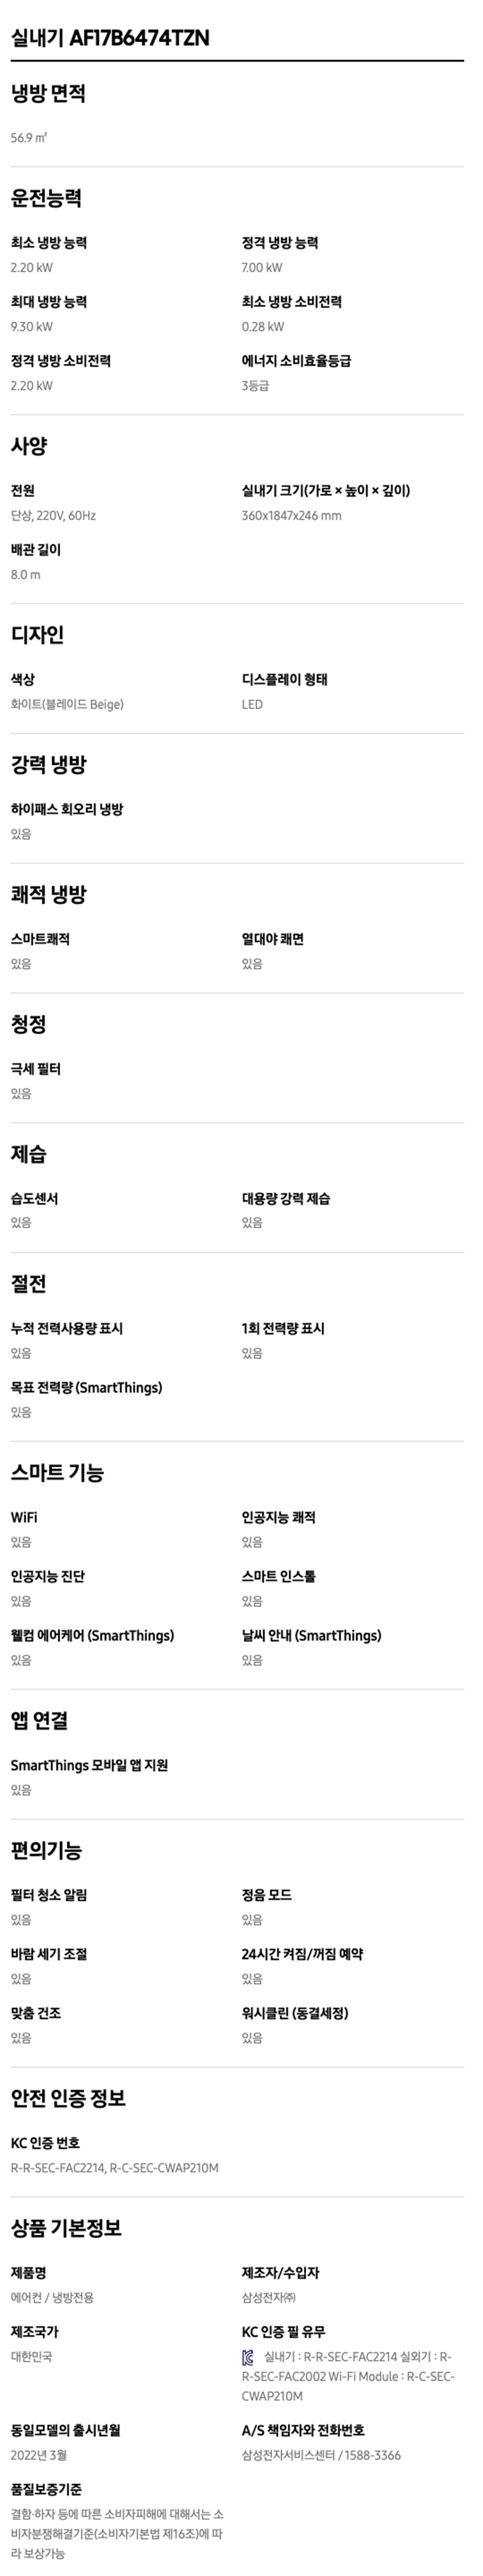 실내기 AF17B6474TZN
냉방 면적
56.9 ㎡
운전능력
최소 냉방 능력
2.20 kW
정격 냉방 능력
7.00 kW
최대 냉방 능력
9.30 kW
최소 냉방 소비전력
0.28 kW
정격 냉방 소비전력
2.20 kW
에너지 소비효율등급
3등급
사양
전원
단상, 220V, 60Hz
실내기 크기(가로 × 높이 × 깊이)
360x1847x246 mm
배관 길이
8.0 m
디자인
색상
화이트(블레이드 Beige)
디스플레이 형태
LED
강력 냉방
하이패스 회오리 냉방
있음
쾌적 냉방
스마트쾌적
있음
열대야 쾌면
있음
청정
극세 필터
있음
제습
습도센서
있음
대용량 강력 제습
있음
절전
누적 전력사용량 표시
있음
1회 전력량 표시
있음
목표 전력량 (SmartThings)
있음
스마트 기능
WiFi
있음
인공지능 쾌적
있음
인공지능 진단
있음
스마트 인스톨
있음
웰컴 에어케어 (SmartThings)
있음
날씨 안내 (SmartThings)
있음
앱 연결
SmartThings 모바일 앱 지원
있음
편의기능
필터 청소 알림
있음
정음 모드
있음
바람 세기 조절
있음
24시간 켜짐/꺼짐 예약
있음
맞춤 건조
있음
워시클린 (동결세정)
있음
안전 인증 정보
KC 인증 번호
R-R-SEC-FAC2214, R-C-SEC-CWAP210M
상품 기본정보
제품명
에어컨 / 냉방전용
제조자/수입자
삼성전자㈜
제조국가
대한민국
KC 인증 필 유무
실내기 : R-R-SEC-FAC2214 실외기 : R-
R-SEC-FAC2002 Wi-Fi Module : R-C-SEC-
CWAP210M
동일모델의 출시년월
2022년 3월
A/S 책임자와 전화번호
삼성전자서비스센터 / 1588-3366
품질보증기준
결함·하자 등에 따른 소비자피해에 대해서는 소
비자분쟁해결기준(소비자기본법 제16조)에 따
라 보상가능